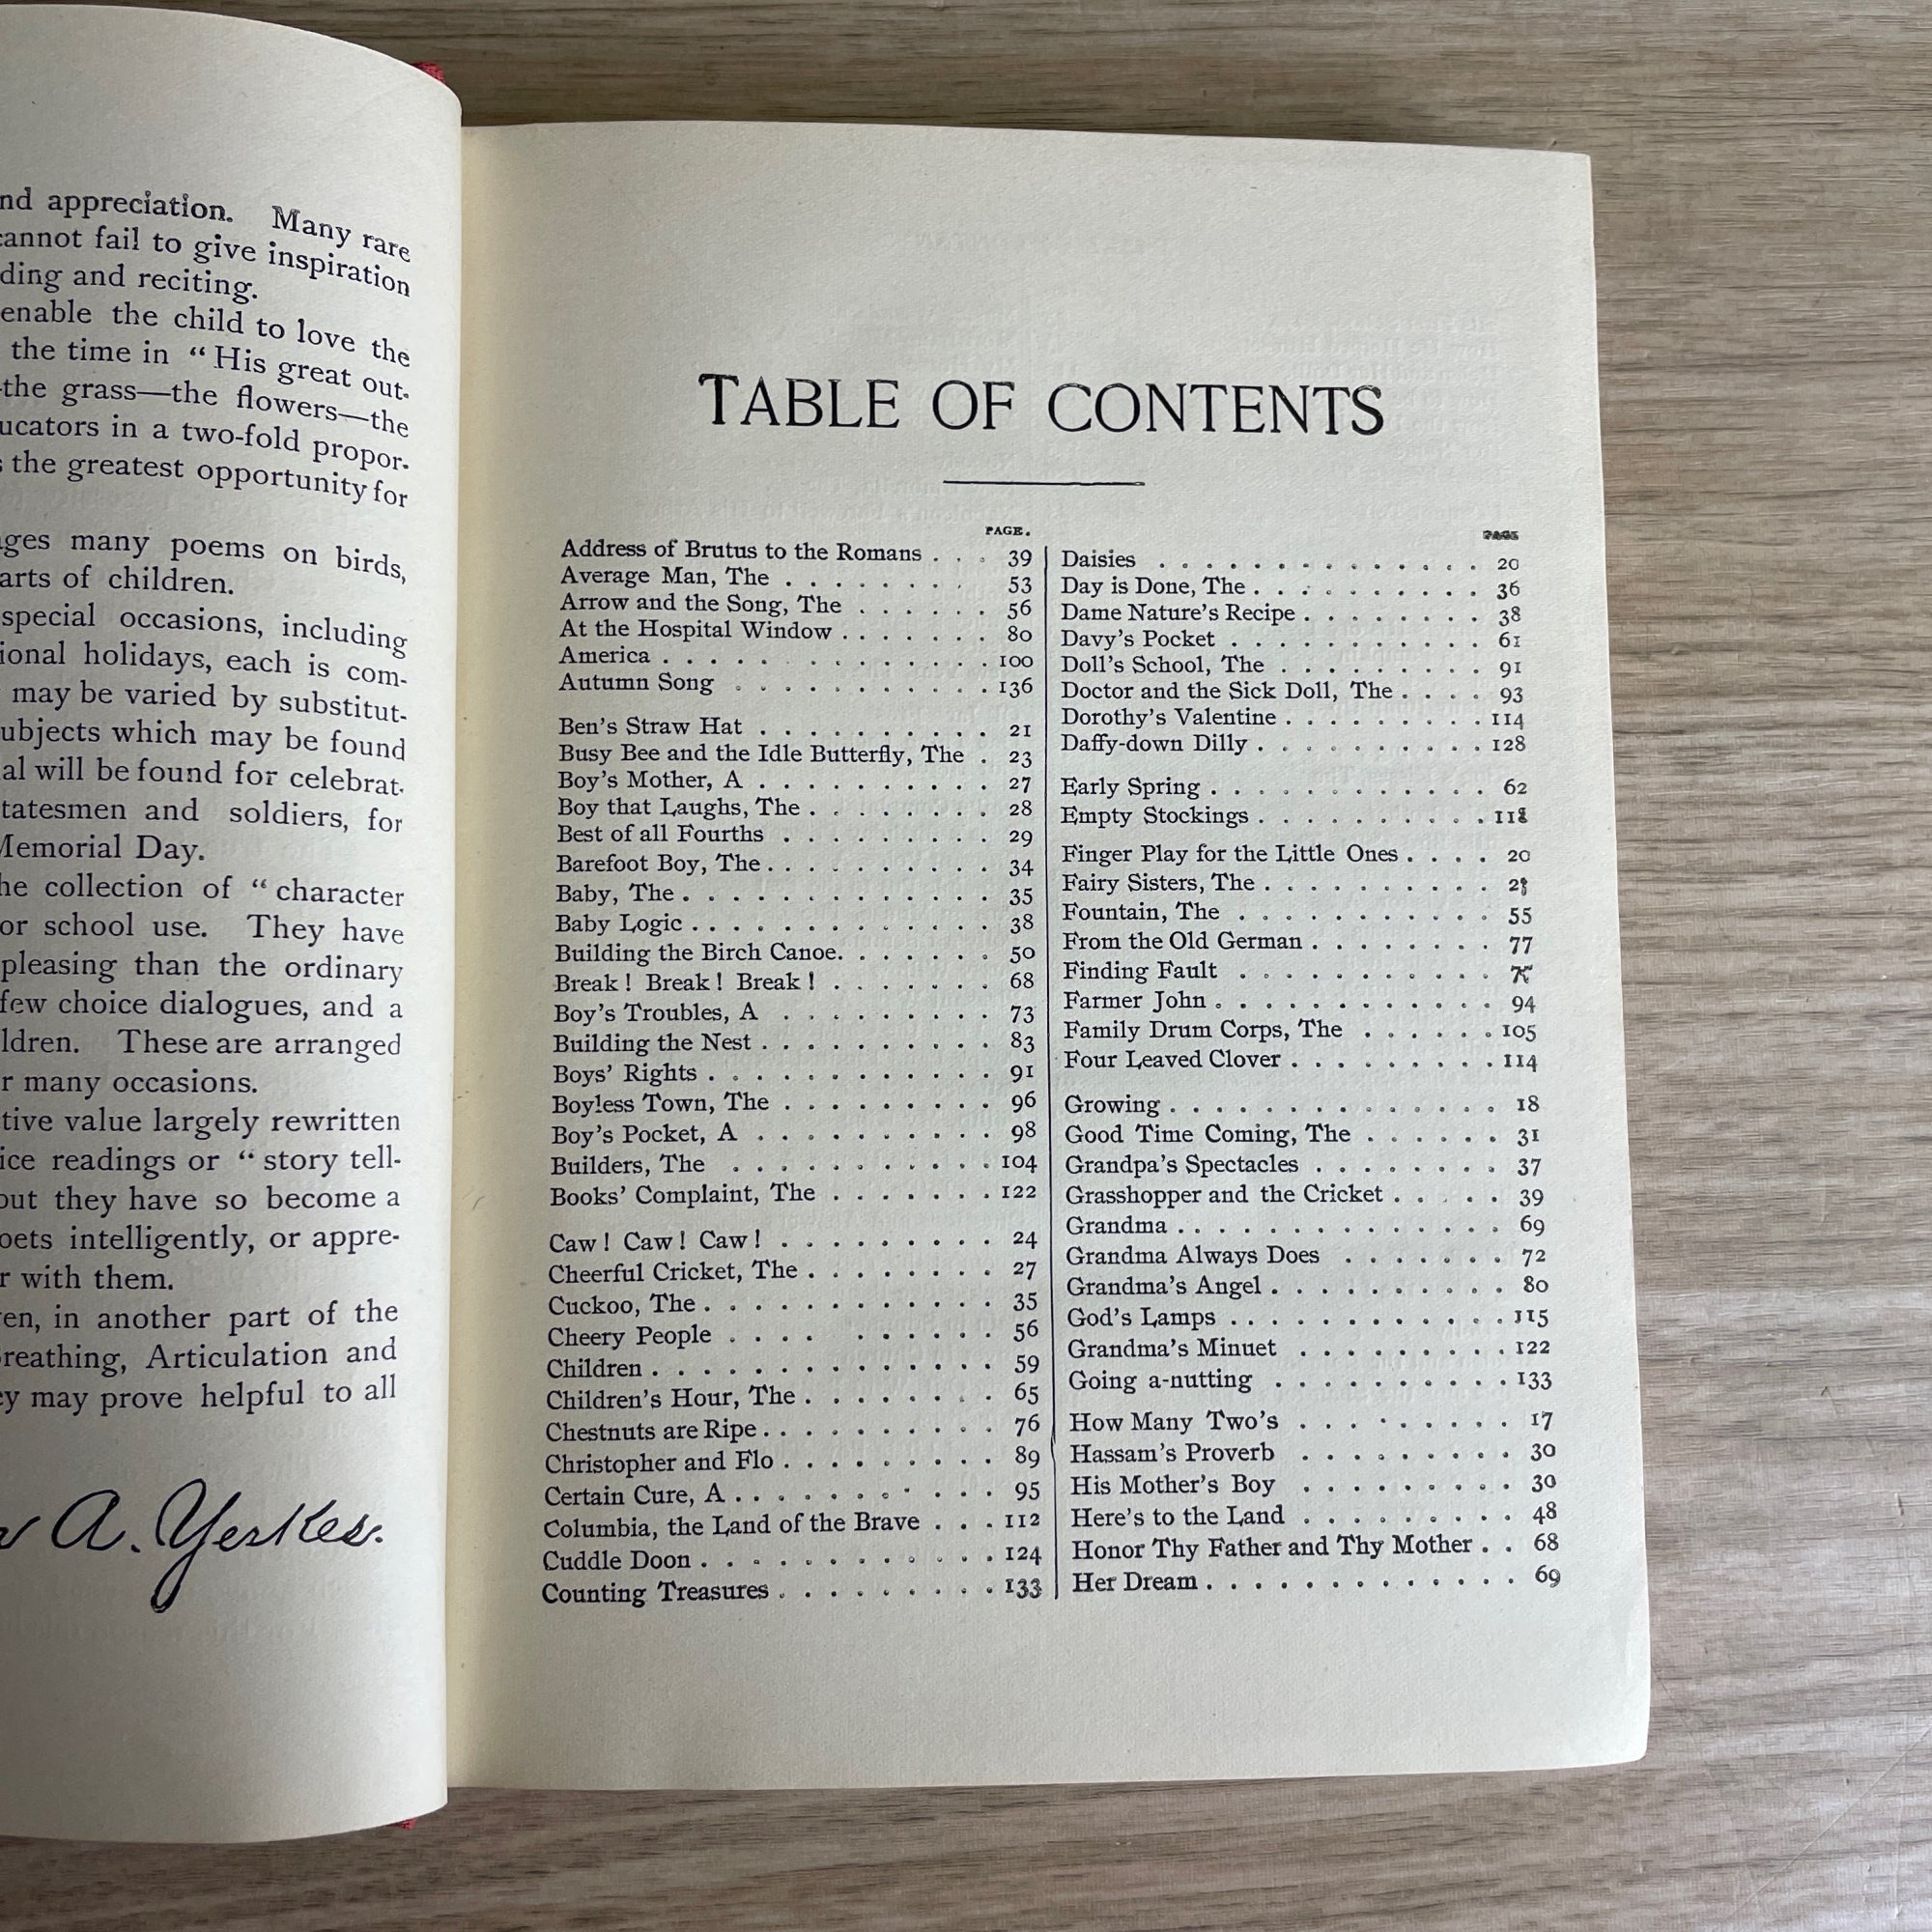 nd appreciation. Many rare
cannot fail to give inspiration
ding and reciting.
enable the child to love the
the time in “His great out-
-the grass—the flowers—the
ucators in a two-fold propor-
s the greatest opportunity for
ages many poems on birds,
arts of children.
special occasions, including
ional holidays, each is com-
may be varied by substitut-
ubjects which may be found
al will be found for celebrat-
tatesmen and soldiers, for
Memorial Day.
he collection of “character
or school use. They have
pleasing than the ordinary
few choice dialogues, and a
ldren. These are arranged
r many occasions.
tive value largely rewritten
ice readings or “story tell-
out they have so become a
oets intelligently, or appre-
r with them.
en, in another part of the
Breathing, Articulation and
ey may prove helpful to all
A. Yerkes.
TABLE OF CONTENTS
PAGE.
Address of Brutus to the Romans . . . 39
Average Man, The . . . . . . . . . 53
Arrow and the Song, The . . . . . . 56
At the Hospital Window . . . . . . . 80
America . . . . . . . . . . . . . 100
Autumn Song . . . . . . . . . . . 136
Ben's Straw Hat . . . . . . . . . . 21
Busy Bee and the Idle Butterfly, The . 23
Boy's Mother, A . . . . . . . . . . 27
Boy that Laughs, The . . . . . . . . 28
Best of all Fourths . . . . . . . . . 29
Barefoot Boy, The . . . . . . . . . . 34
Baby, The . . . . . . . . . . . . . 35
Baby Logic . . . . . . . . . . . . . 38
Building the Birch Canoe. . . . . . . 50
Break! Break! Break! . . . . . . . 68
Boy's Troubles, A . . . . . . . . . 73
Building the Nest . . . . . . . . . . 83
Boys' Rights . . . . . . . . . . . . 91
Boyless Town, The . . . . . . . . . 96
Boy's Pocket, A . . . . . . . . . . 98
Builders, The . . . . . . . . . . . 104
Books' Complaint, The . . . . . . . 122
Caw! Caw! Caw! . . . . . . . . . 24
Cheerful Cricket, The . . . . . . . . 27
Cuckoo, The . . . . . . . . . . . . 35
Cheery People . . . . . . . . . . 56
Children . . . . . . . . . . . . . . 59
Children's Hour, The . . . . . . . . 65
Chestnuts are Ripe . . . . . . . . . . 76
Christopher and Flo . . . . . . . . . 89
Certain Cure, A . . . . . . . . . . . 95
Columbia, the Land of the Brave . . . 112
Cuddle Doon . . . . . . . . . . . . 124
Counting Treasures . . . . . . . . . 133
PAGE
Daisies . . . . . . . . . . . . . 20
Day is Done, The . . . . . . . . . . 36
Dame Nature's Recipe . . . . . . . . 38
Davy's Pocket . . . . . . . . . . . 61
Doll's School, The . . . . . . . . . 91
Doctor and the Sick Doll, The . . . . 93
Dorothy's Valentine . . . . . . . . . 114
Daffy-down Dilly . . . . . . . . . . 128
Early Spring . . . . . . . . . . . . 62
Empty Stockings . . . . . . . . . . 118
Finger Play for the Little Ones . . . . 20
Fairy Sisters, The . . . . . . . . . .
Fountain, The . . . . . . . . . . . 55
From the Old German . . . . . . . . 77
Finding Fault . . . . . . . . . . .
Farmer John . . . . . . . . . . . . 94
Family Drum Corps, The . . . . . . 105
Four Leaved Clover . . . . . . . . . 114
Growing . . . . . . . . . . . . . . 18
Good Time Coming, The . . . . . . 31
Grandpa's Spectacles . . . . . . . . 37
Grasshopper and the Cricket . . . . . 39
Grandma . . . . . . . . . . . . . . 69
Grandma Always Does . . . . . . . 72
Grandma's Angel . . . . . . . . . . 80
God's Lamps . . . . . . . . . . . . 115
Grandma's Minuet . . . . . . . . . 122
Going a-nutting . . . . . . . . . . 133
How Many Two's . . . . . . . . . 17
Hassam's Proverb . . . . . . . . . 30
His Mother's Boy . . . . . . . . . 30
Here's to the Land . . . . . . . . . 48
Honor Thy Father and Thy Mother . . 68
Her Dream . . . . . . . . . . . . . 69